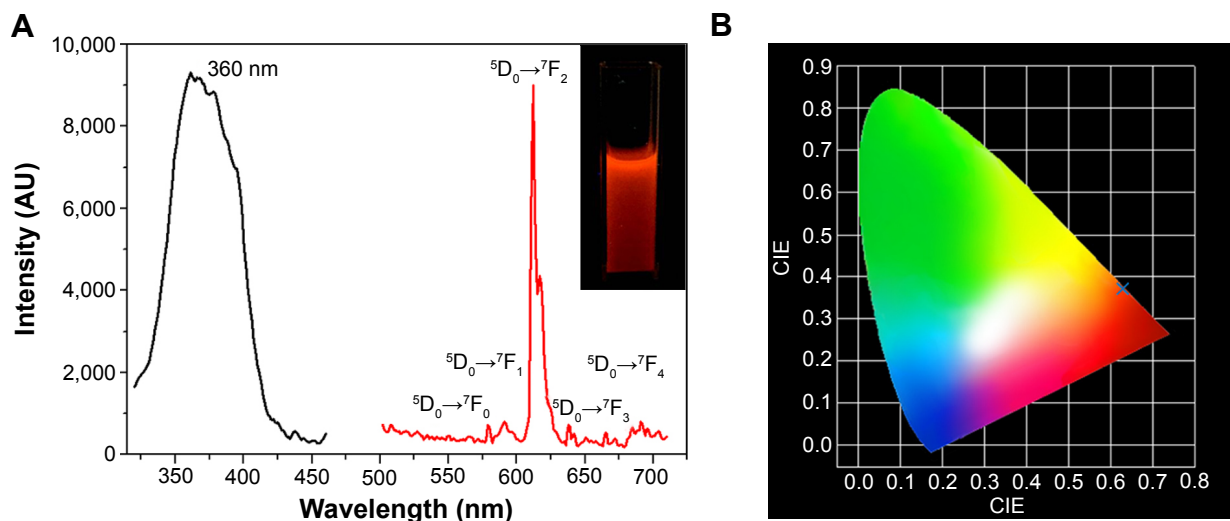 A
B
10,000
8,000
6,000
4,000
2,000
0
Intensity (AU)
360 nm
⁵D₀→⁷F₂
⁵D₀→⁷F₁
⁵D₀→⁷F₄
⁵D₀→⁷F₀
⁵D₀→⁷F₃
350 400 450 500 550 600 650 700
Wavelength (nm)
0.9
0.8
0.7
0.6
0.5
0.4
0.3
0.2
0.1
0.0
CIE
0.0 0.1 0.2 0.3 0.4 0.5 0.6 0.7 0.8
CIE